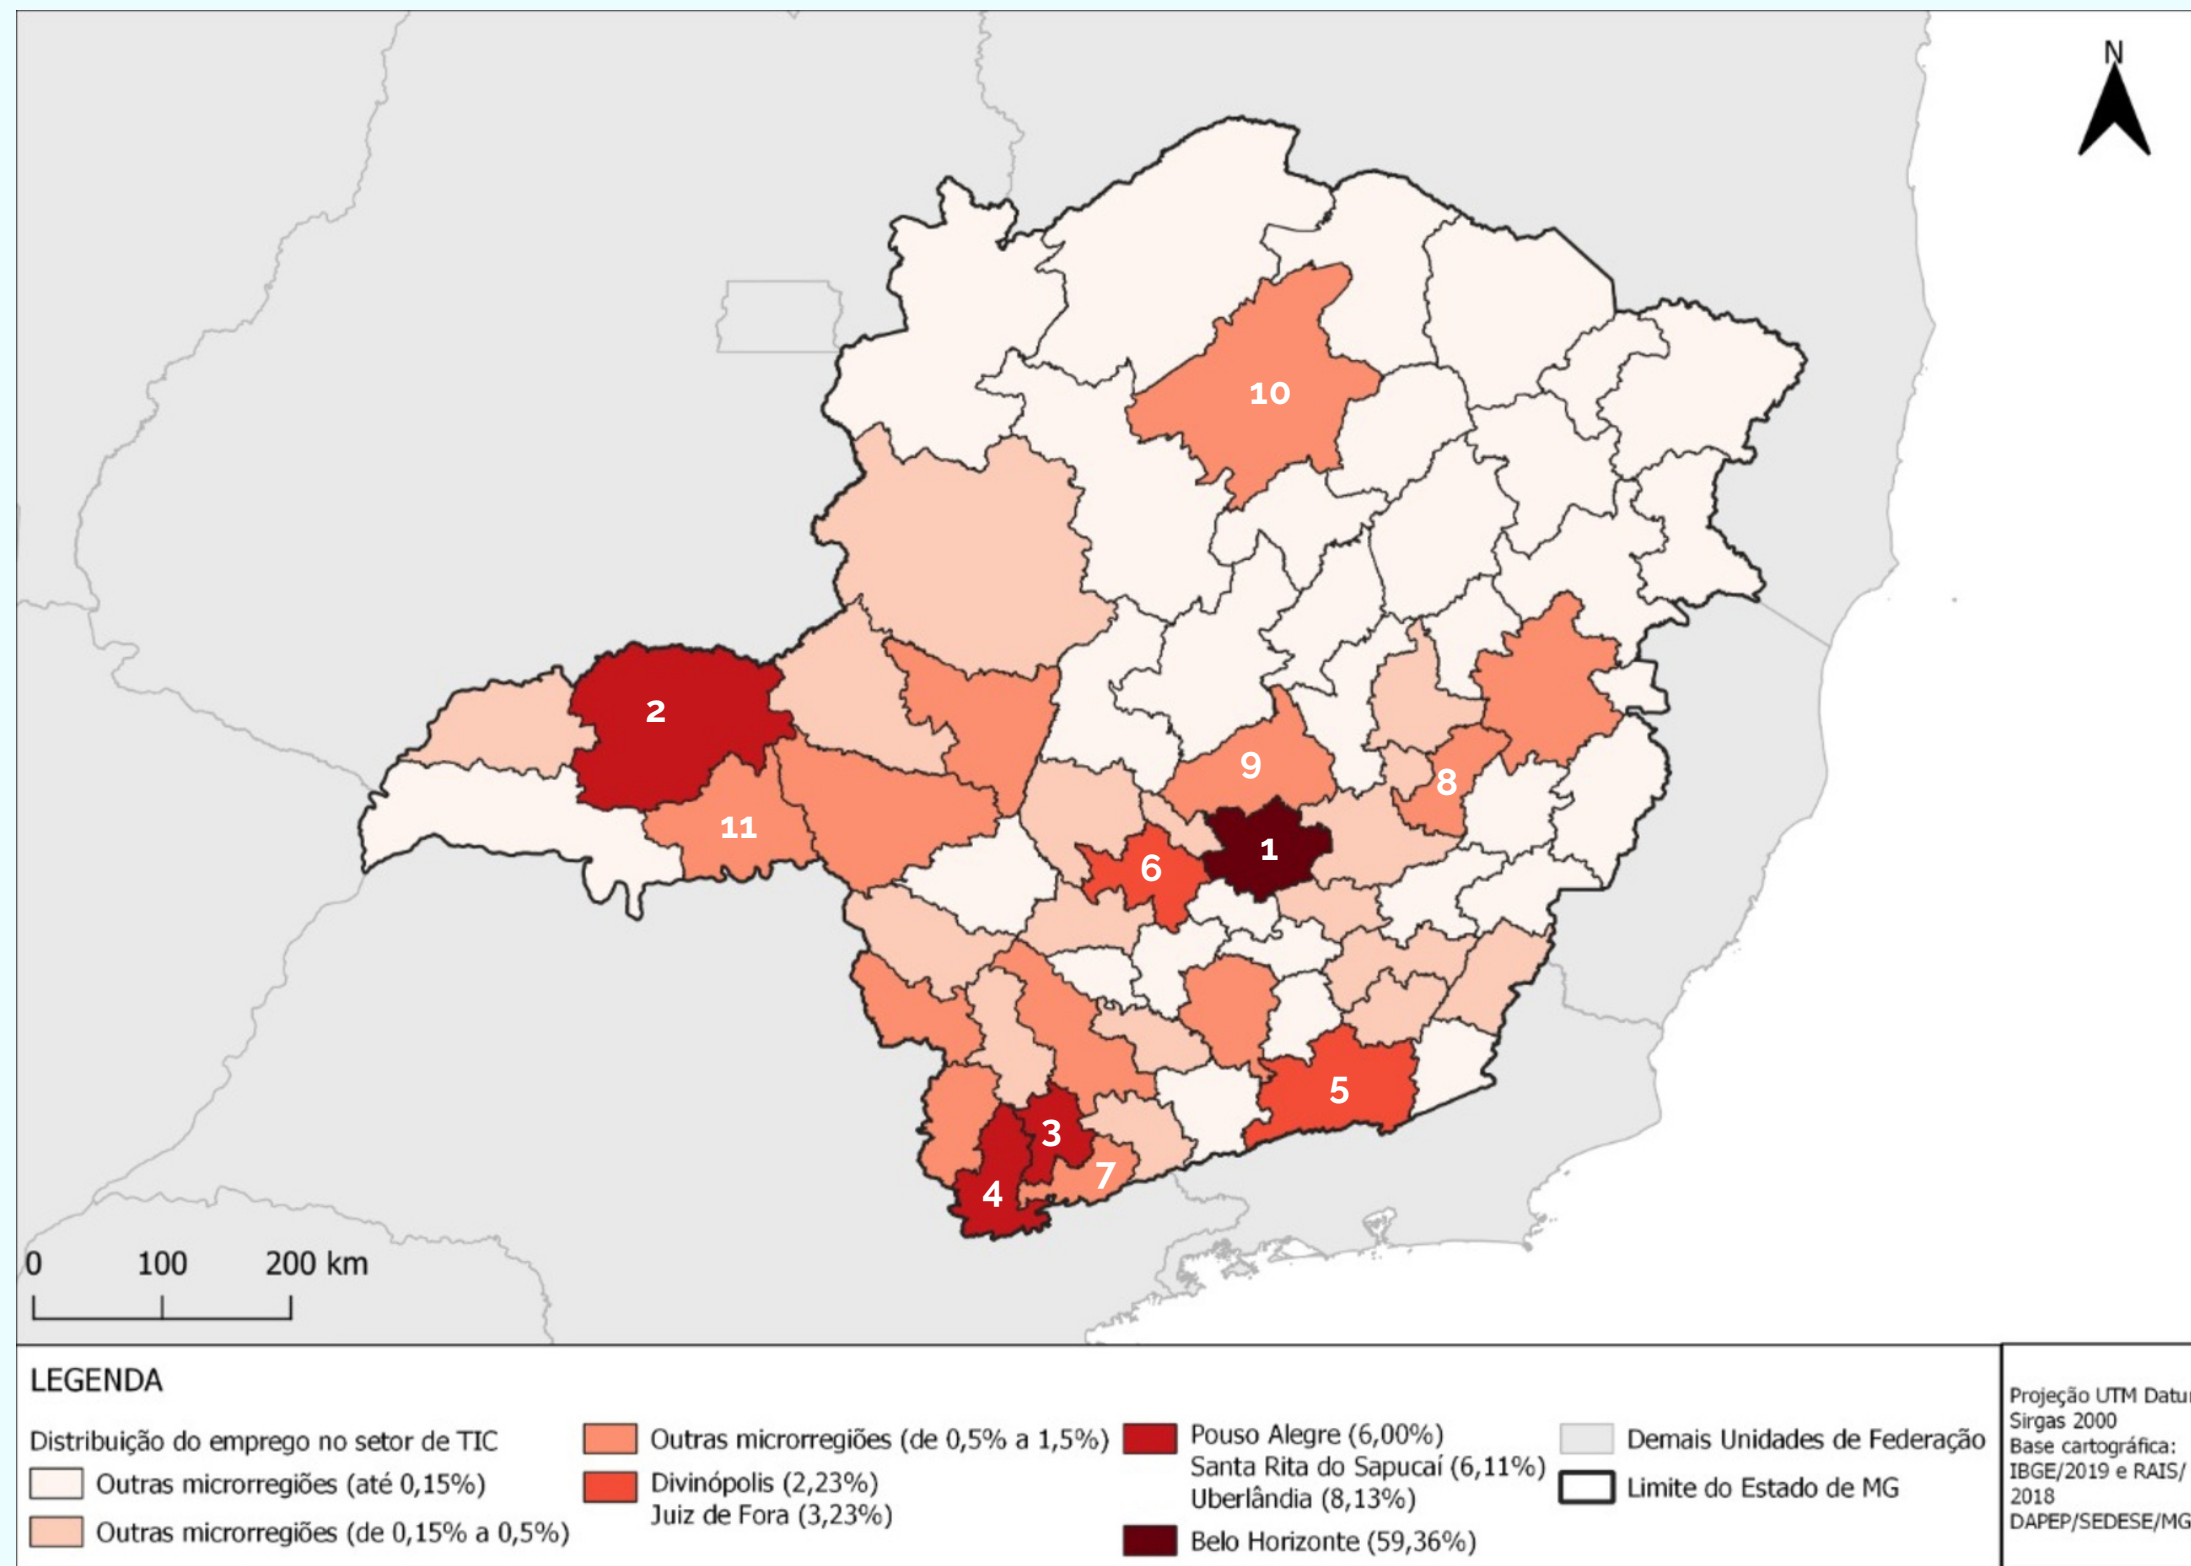 N
10
2
9
8
11
1
6
5
3
7
4
0 100 200 km
LEGENDA
Distribuição do emprego no setor de TIC
Outras microrregiões (até 0,15%)
Outras microrregiões (de 0,15% a 0,5%)
Outras microrregiões (de 0,5% a 1,5%)
Divinópolis (2,23%)
Juiz de Fora (3,23%)
Pouso Alegre (6,00%)
Santa Rita do Sapucaí (6,11%)
Uberlândia (8,13%)
Belo Horizonte (59,36%)
Demais Unidades de Federação
Limite do Estado de MG
Projeção UTM Datu
Sirgas 2000
Base cartográfica:
IBGE/2019 e RAIS/
2018
DAPEP/SEDESE/MG